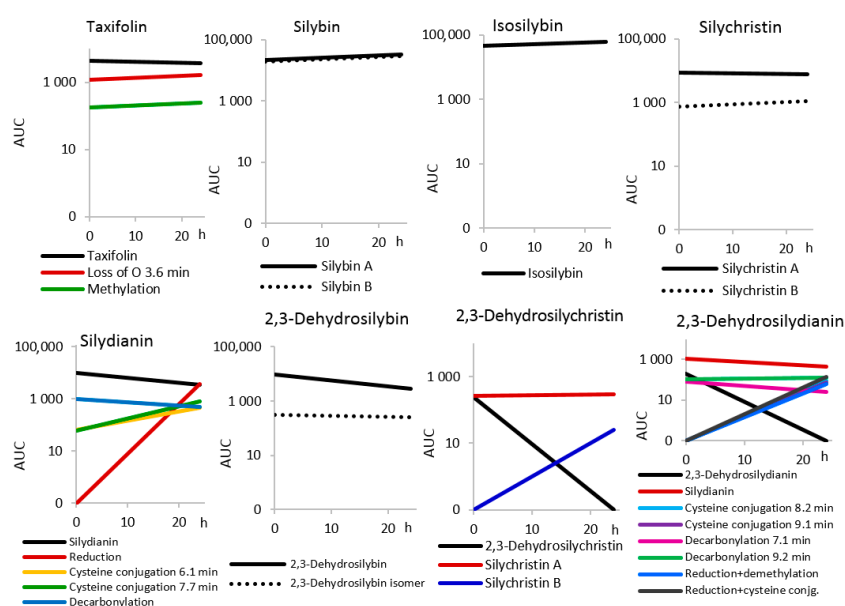 Taxifolin
1 000
10
0
AUC
0 10 20 h
Taxifolin
Loss of O 3.6 min
Methylation
Silybin
100,000
1 000
10
0
AUC
0 10 20 h
Silybin A
Silybin B
Isosilybin
100,000
1 000
10
0
AUC
0 10 20 h
Isosilybin
Silychristin
100,000
1 000
10
0
AUC
0 10 20 h
Silychristin A
Silychristin B
Silydianin
100,000
1 000
10
0
AUC
0 10 20 h
Silydianin
Reduction
Cysteine conjugation 6.1 min
Cysteine conjugation 7.7 min
Decarbonylation
2,3-Dehydrosilybin
100,000
1 000
10
0
AUC
0 10 20 h
2,3-Dehydrosilybin
2,3-Dehydrosilybin isomer
2,3-Dehydrosilychristin
1 000
10
0
AUC
0 10 20 h
2,3-Dehydrosilychristin
Silychristin A
Silychristin B
2,3-Dehydrosilydianin
1 000
10
0
AUC
0 10 20 h
2,3-Dehydrosilydianin
Silydianin
Cysteine conjugation 8.2 min
Cysteine conjugation 9.1 min
Decarbonylation 7.1 min
Decarbonylation 9.2 min
Reduction+demethylation
Reduction+cysteine conjg.